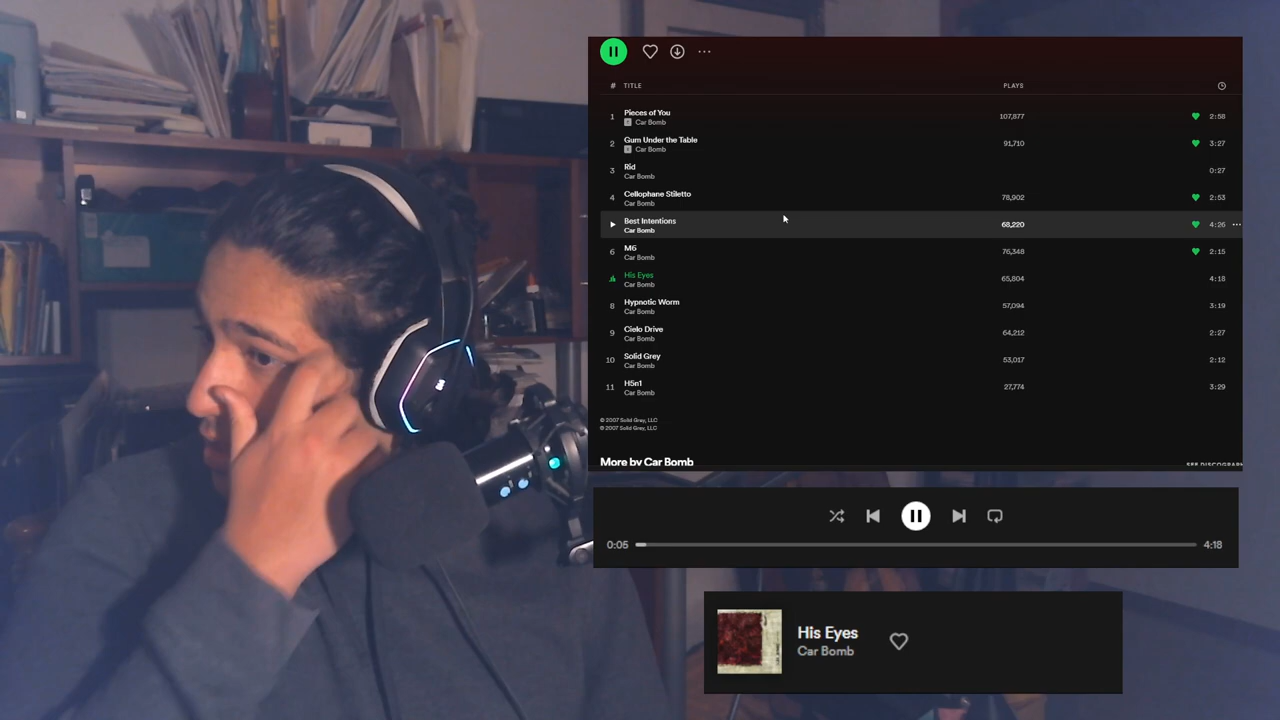 # TITLE PLAYS
1 Pieces of You 107,877 2:58
E Car Bomb
2 Gum Under the Table 91,710 3:27
E Car Bomb
3 Rid 0:27
Car Bomb
4 Cellophane Stiletto 78,902 2:53
Car Bomb
Best Intentions 68,220 4:26
Car Bomb
6 M6 76,348 2:15
Car Bomb
His Eyes 65,804 4:18
Car Bomb
8 Hypnotic Worm 57,094 3:19
Car Bomb
9 Cielo Drive 64,212 2:27
Car Bomb
10 Solid Grey 53,017 2:12
Car Bomb
11 H5n1 27,774 3:29
Car Bomb
© 2007 Solid Grey, LLC
℗ 2007 Solid Grey, LLC
More by Car Bomb SEE DISCOGRAPH
0:05 4:18
His Eyes
Car Bomb